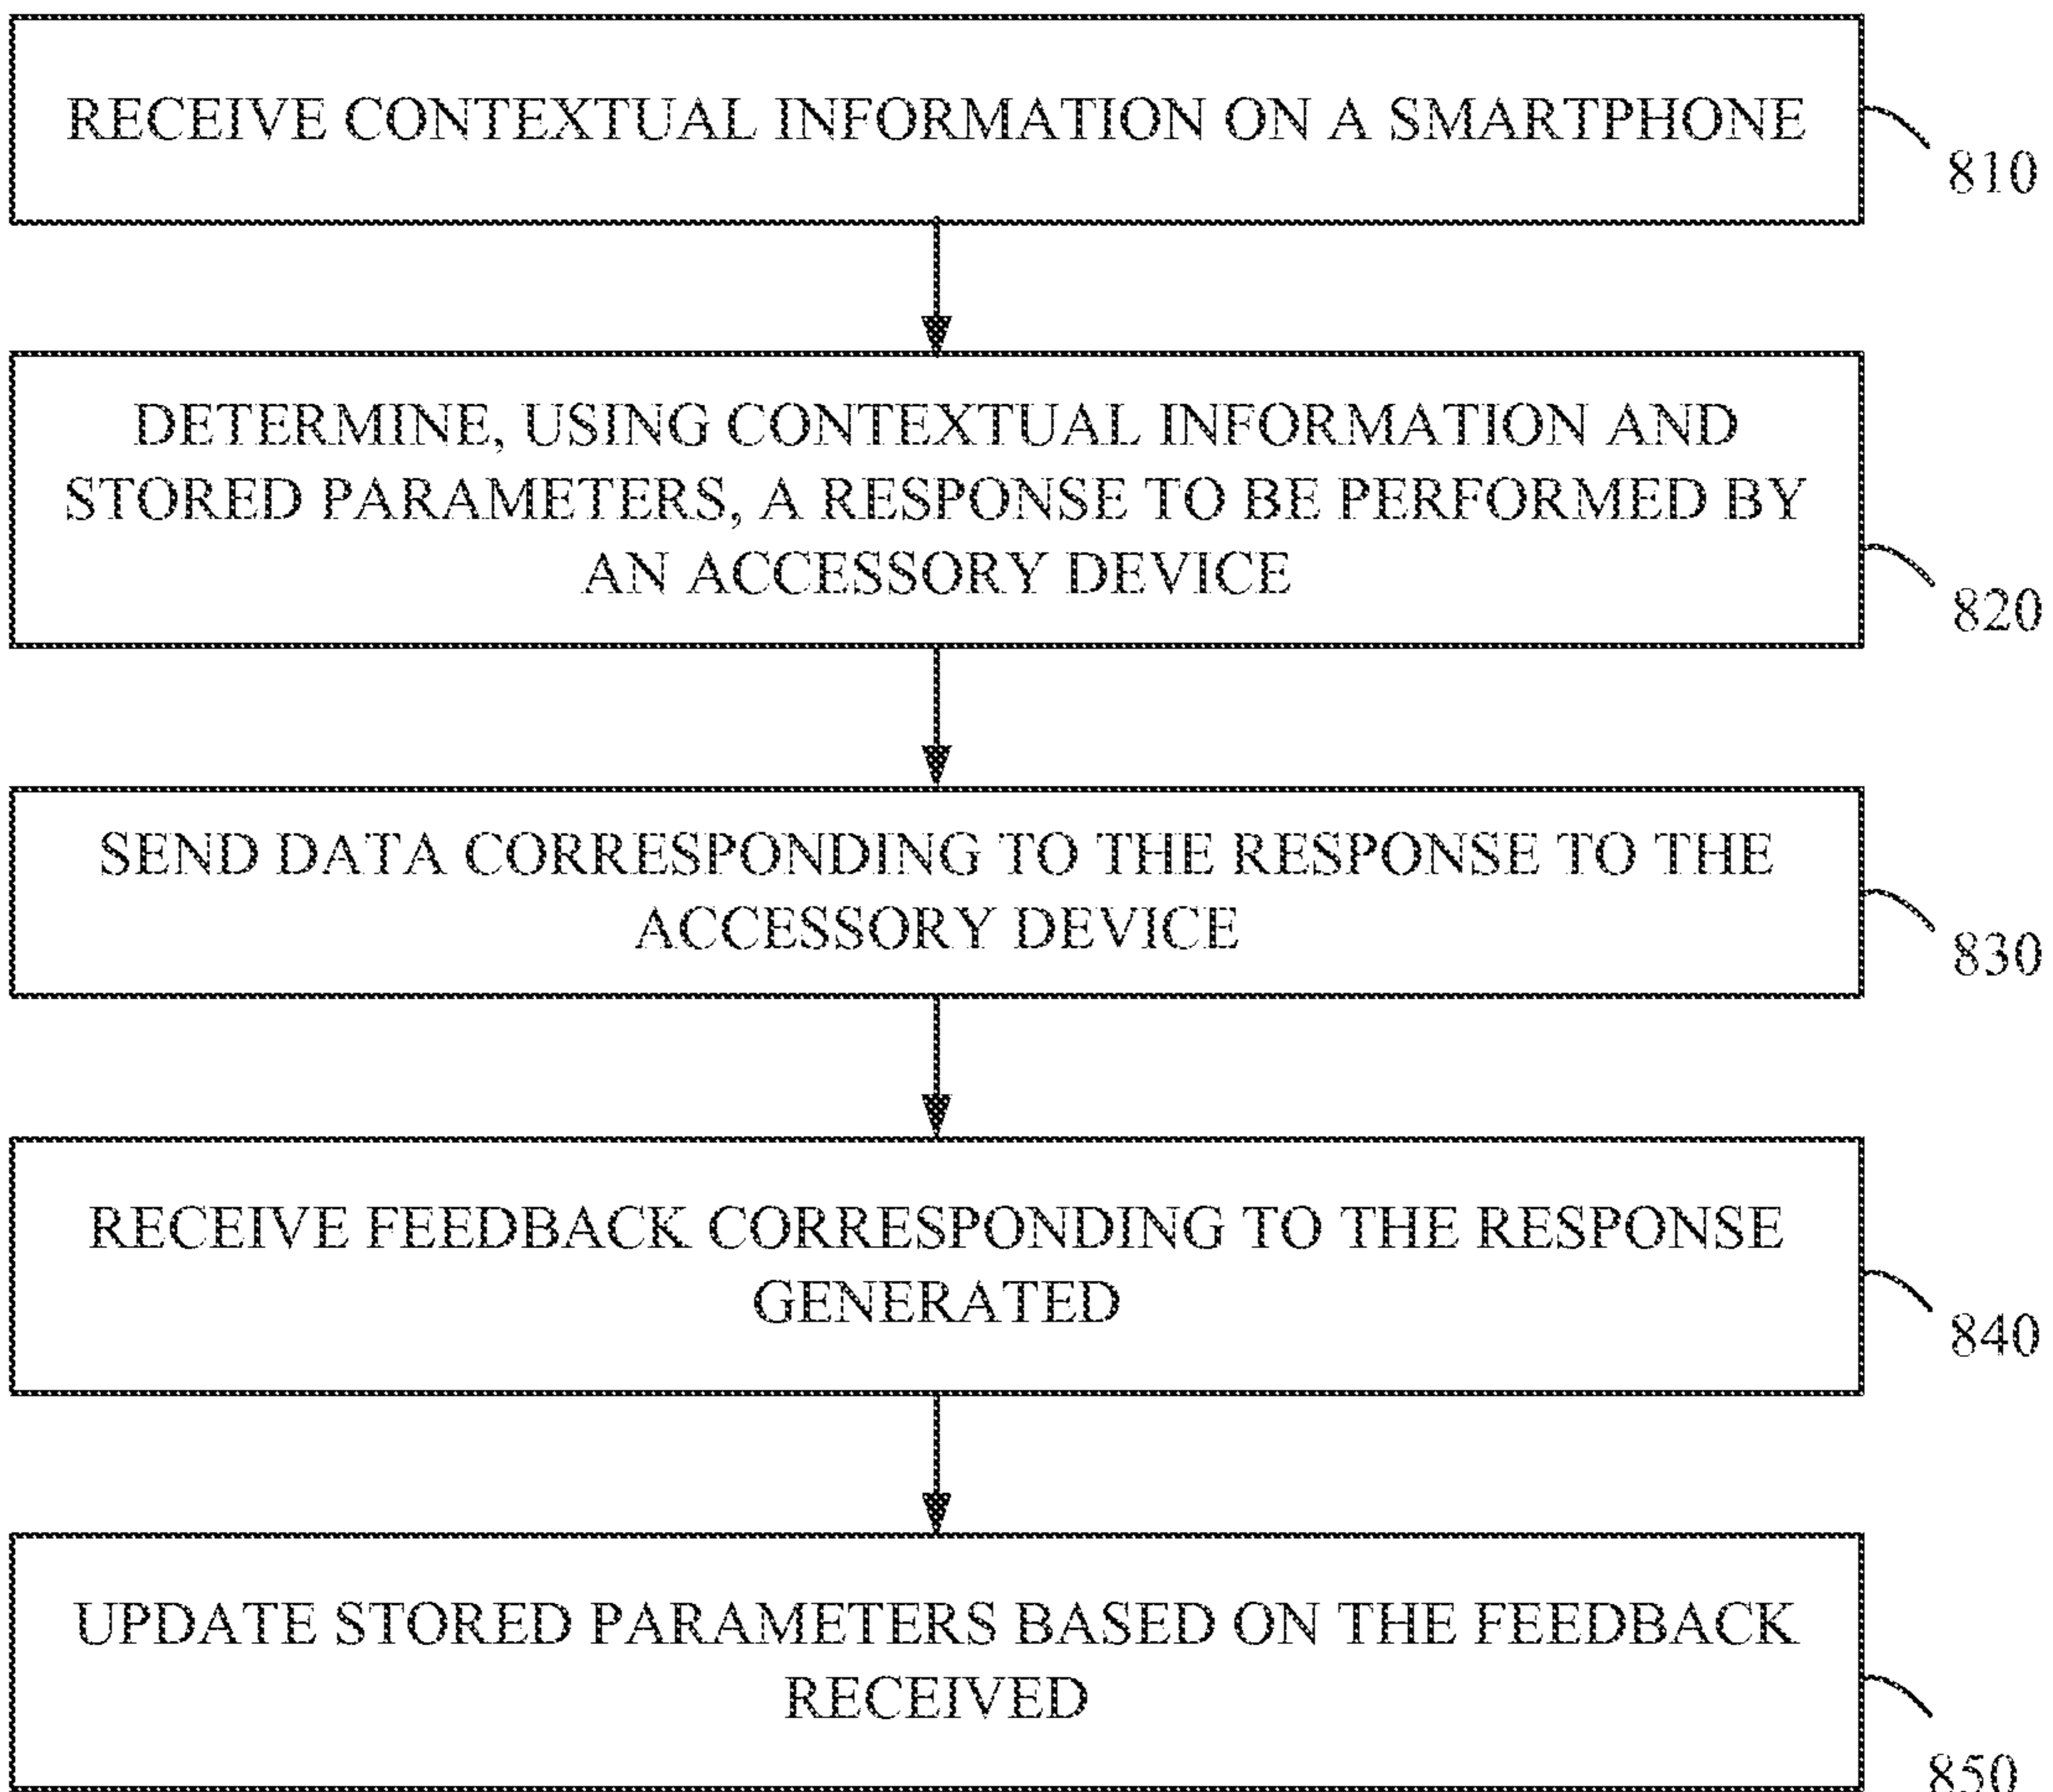 RECEIVE CONTEXTUAL INFORMATION ON A SMARTPHONE
810
DETERMINE, USING CONTEXTUAL INFORMATION AND
STORED PARAMETERS, A RESPONSE TO BE PERFORMED BY
AN ACCESSORY DEVICE
820
SEND DATA CORRESPONDING TO THE RESPONSE TO THE
ACCESSORY DEVICE
830
RECEIVE FEEDBACK CORRESPONDING TO THE RESPONSE
GENERATED
840
UPDATE STORED PARAMETERS BASED ON THE FEEDBACK
RECEIVED
850